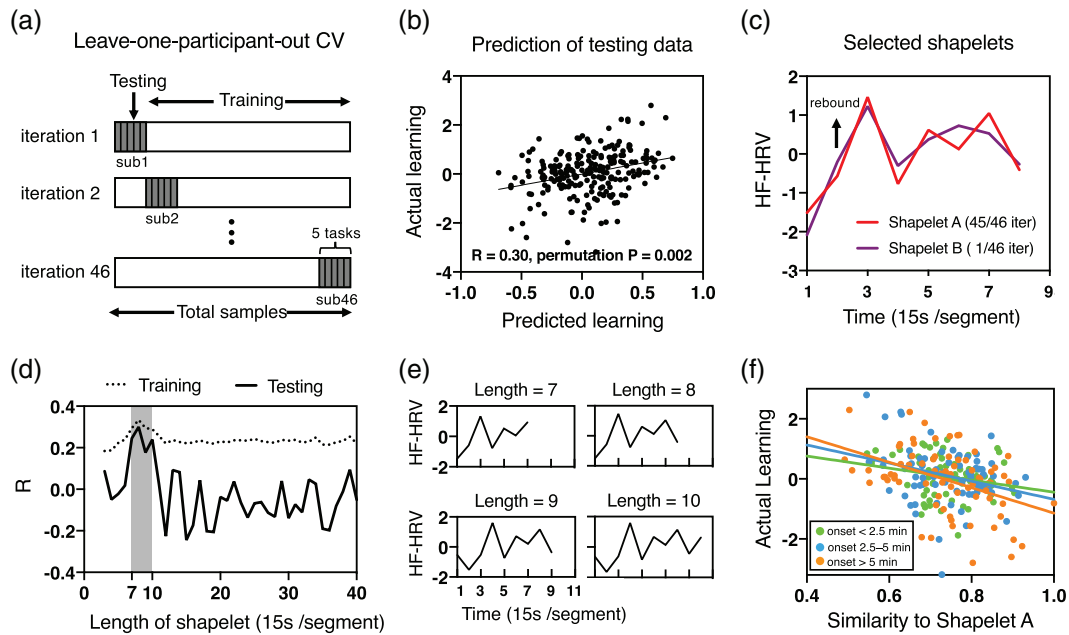 (a)
Leave-one-participant-out CV
Testing
Training
iteration 1
sub1
iteration 2
sub2
5 tasks
iteration 46
sub46
Total samples
(b)
Prediction of testing data
Actual learning
4
2
0
-2
-4
R = 0.30, permutation P = 0.002
-1.0
-0.5
0.0
0.5
1.0
Predicted learning
(c)
Selected shapelets
HF-HRV
2
1
0
-1
-2
-3
rebound
Shapelet A (45/46 iter)
Shapelet B ( 1/46 iter)
1
3
5
7
9
Time (15s /segment)
(d)
Training
Testing
R
0.4
0.2
0.0
-0.2
-0.4
0
7
10
20
30
40
Length of shapelet (15s /segment)
(e)
Length = 7
Length = 8
HF-HRV
2
0
-2
Length = 9
Length = 10
HF-HRV
2
0
-2
1 3 5 7 9 11
Time (15s /segment)
(f)
Actual Learning
2
0
-2
onset < 2.5 min
onset 2.5–5 min
onset > 5 min
0.4
0.6
0.8
1.0
Similarity to Shapelet A